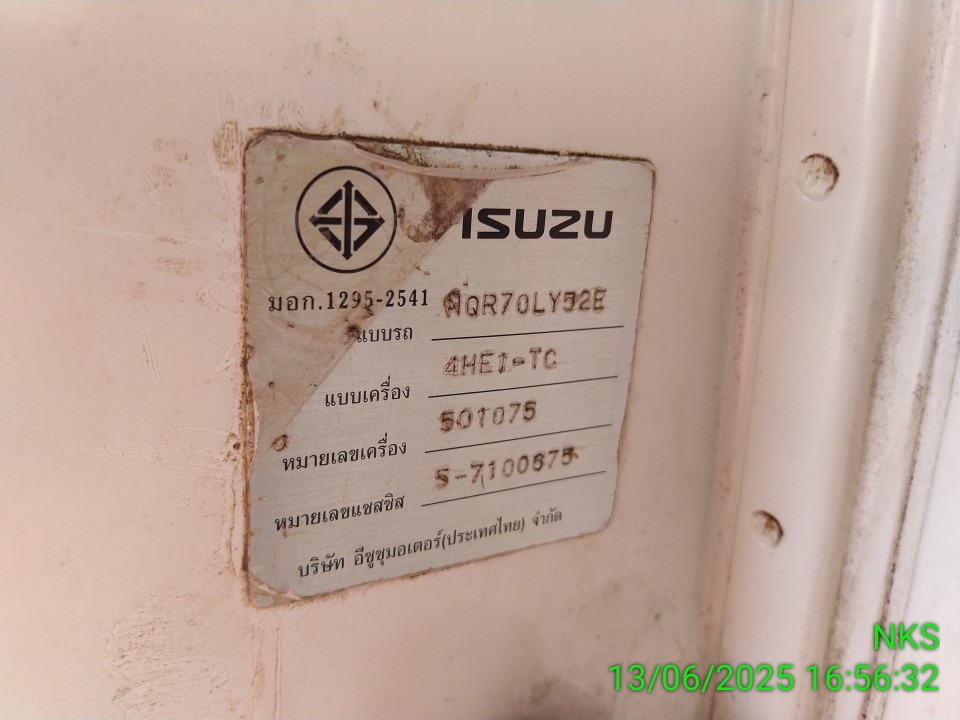 ISUZU
มอก.1295-2541
แบบรถ NQR70LY52E
แบบเครื่อง 4HE1-TC
หมายเลขเครื่อง 501075
หมายเลขแชสซิส 5-7100675
บริษัท อีซูซุมอเตอร์(ประเทศไทย) จำกัด
NKS
13/06/2025 16:56:32